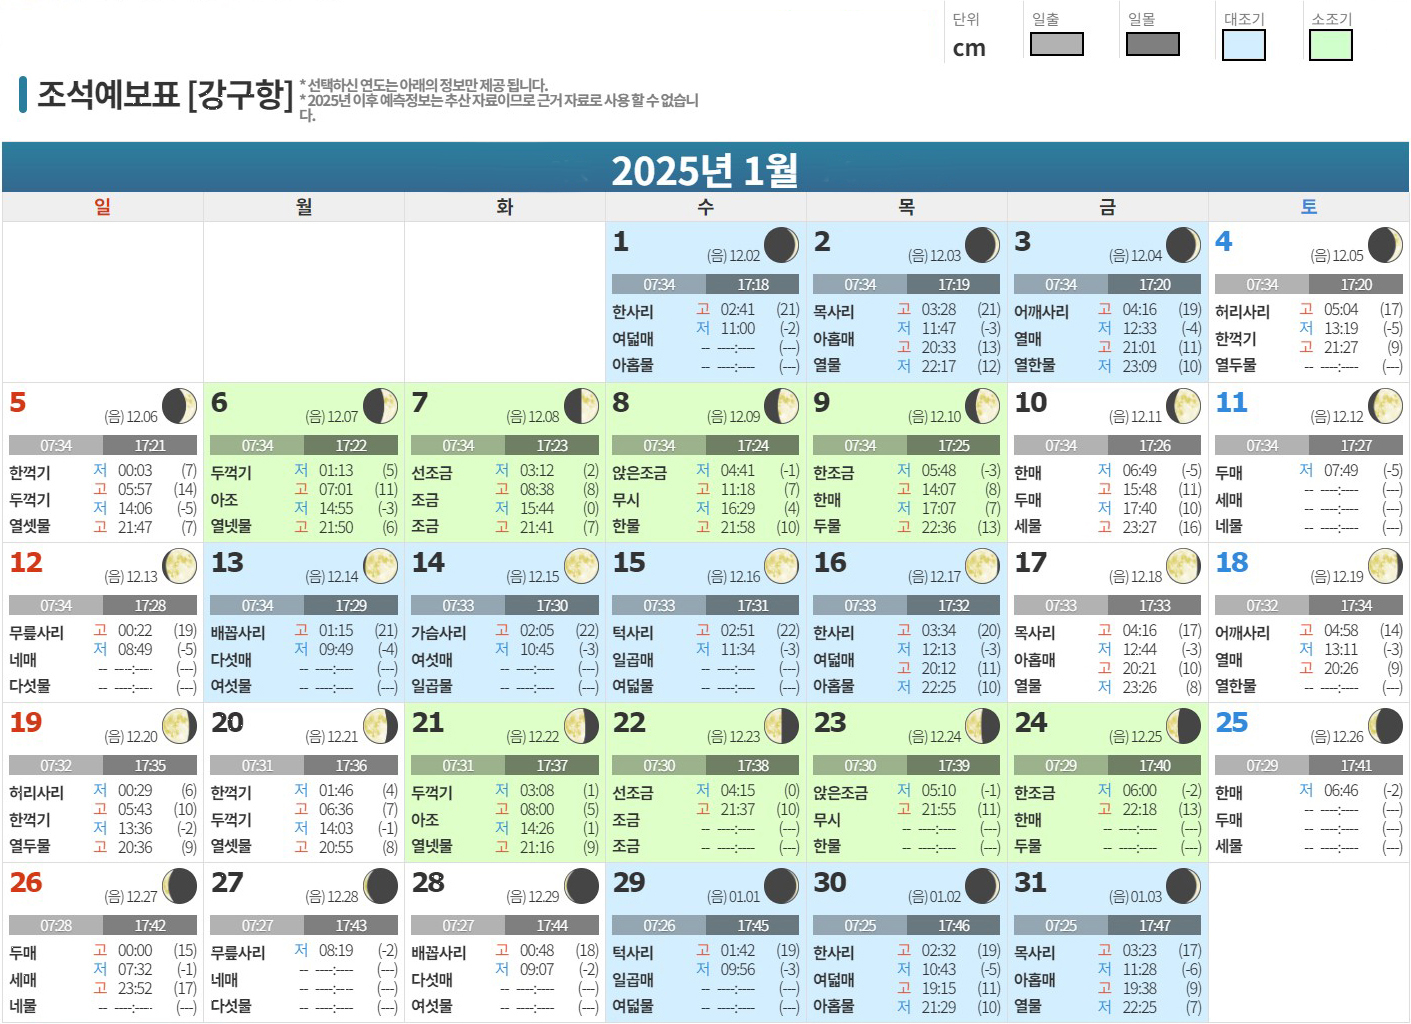 단위 일출 일몰 대조기 소조기
cm
조석예보표 [강구항]
* 선택하신 연도는 아래의 정보만 제공 됩니다.
* 2025년 이후 예측정보는 추산 자료이므로 근거 자료로 사용 할 수 없습니
다.
2025년 1월
일 월 화 수 목 금 토
1 (음) 12.02
07:34 17:18
한사리 고 02:41 (21)
저 11:00 (-2)
여덟매 -- ----:---- (---)
아홉물 -- ----:---- (---)
2 (음) 12.03
07:34 17:19
목사리 고 03:28 (21)
저 11:47 (-3)
아홉매 고 20:33 (13)
열물 저 22:17 (12)
3 (음) 12.04
07:34 17:20
어깨사리 고 04:16 (19)
저 12:33 (-4)
열매 고 21:01 (11)
열한물 저 23:09 (10)
4 (음) 12.05
07:34 17:20
허리사리 고 05:04 (17)
저 13:19 (-5)
한꺽기 고 21:27 (9)
열두물 -- ----:---- (---)
5 (음) 12.06
07:34 17:21
한꺽기 저 00:03 (7)
고 05:57 (14)
두꺽기 저 14:06 (-5)
열셋물 고 21:47 (7)
6 (음) 12.07
07:34 17:22
두꺽기 저 01:13 (5)
고 07:01 (11)
아조 저 14:55 (-3)
열넷물 고 21:50 (6)
7 (음) 12.08
07:34 17:23
선조금 저 03:12 (2)
고 08:38 (8)
조금 저 15:44 (0)
조금 고 21:41 (7)
8 (음) 12.09
07:34 17:24
앉은조금 저 04:41 (-1)
고 11:18 (7)
무시 저 16:29 (4)
한물 고 21:58 (10)
9 (음) 12.10
07:34 17:25
한조금 저 05:48 (-3)
고 14:07 (8)
한매 저 17:07 (7)
두물 고 22:36 (13)
10 (음) 12.11
07:34 17:26
한매 저 06:49 (-5)
고 15:48 (11)
두매 저 17:40 (10)
세물 고 23:27 (16)
11 (음) 12.12
07:34 17:27
두매 저 07:49 (-5)
-- ----:---- (---)
세매 -- ----:---- (---)
네물 -- ----:---- (---)
12 (음) 12.13
07:34 17:28
무릎사리 고 00:22 (19)
저 08:49 (-5)
네매 -- ----:---- (---)
다섯물 -- ----:---- (---)
13 (음) 12.14
07:34 17:29
배꼽사리 고 01:15 (21)
저 09:49 (-4)
다섯매 -- ----:---- (---)
여섯물 -- ----:---- (---)
14 (음) 12.15
07:33 17:30
가슴사리 고 02:05 (22)
저 10:45 (-3)
여섯매 -- ----:---- (---)
일곱물 -- ----:---- (---)
15 (음) 12.16
07:33 17:31
턱사리 고 02:51 (22)
저 11:34 (-3)
일곱매 -- ----:---- (---)
여덟물 -- ----:---- (---)
16 (음) 12.17
07:33 17:32
한사리 고 03:34 (20)
저 12:13 (-3)
여덟매 고 20:12 (11)
아홉물 저 22:25 (10)
17 (음) 12.18
07:33 17:33
목사리 고 04:16 (17)
저 12:44 (-3)
아홉매 고 20:21 (10)
열물 저 23:26 (8)
18 (음) 12.19
07:32 17:34
어깨사리 고 04:58 (14)
저 13:11 (-3)
열매 고 20:26 (9)
열한물 -- ----:---- (---)
19 (음) 12.20
07:32 17:35
허리사리 저 00:29 (6)
고 05:43 (10)
한꺽기 저 13:36 (-2)
열두물 고 20:36 (9)
20 (음) 12.21
07:31 17:36
한꺽기 저 01:46 (4)
고 06:36 (7)
두꺽기 저 14:03 (-1)
열셋물 고 20:55 (8)
21 (음) 12.22
07:31 17:37
두꺽기 저 03:08 (1)
고 08:00 (5)
아조 저 14:26 (1)
열넷물 고 21:16 (9)
22 (음) 12.23
07:30 17:38
선조금 저 04:15 (0)
고 21:37 (10)
조금 -- ----:---- (---)
조금 -- ----:---- (---)
23 (음) 12.24
07:30 17:39
앉은조금 저 05:10 (-1)
고 21:55 (11)
무시 -- ----:---- (---)
한물 -- ----:---- (---)
24 (음) 12.25
07:29 17:40
한조금 저 06:00 (-2)
고 22:18 (13)
한매 -- ----:---- (---)
두물 -- ----:---- (---)
25 (음) 12.26
07:29 17:41
한매 저 06:46 (-2)
-- ----:---- (---)
두매 -- ----:---- (---)
세물 -- ----:---- (---)
26 (음) 12.27
07:28 17:42
두매 고 00:00 (15)
저 07:32 (-1)
세매 고 23:52 (17)
네물 -- ----:---- (---)
27 (음) 12.28
07:27 17:43
무릎사리 저 08:19 (-2)
-- ----:---- (---)
네매 -- ----:---- (---)
다섯물 -- ----:---- (---)
28 (음) 12.29
07:27 17:44
배꼽사리 고 00:48 (18)
저 09:07 (-2)
다섯매 -- ----:---- (---)
여섯물 -- ----:---- (---)
29 (음) 01.01
07:26 17:45
턱사리 고 01:42 (19)
저 09:56 (-3)
일곱매 -- ----:---- (---)
여덟물 -- ----:---- (---)
30 (음) 01.02
07:25 17:46
한사리 고 02:32 (19)
저 10:43 (-5)
여덟매 고 19:15 (11)
아홉물 저 21:29 (10)
31 (음) 01.03
07:25 17:47
목사리 고 03:23 (17)
저 11:28 (-6)
아홉매 고 19:38 (9)
열물 저 22:25 (7)